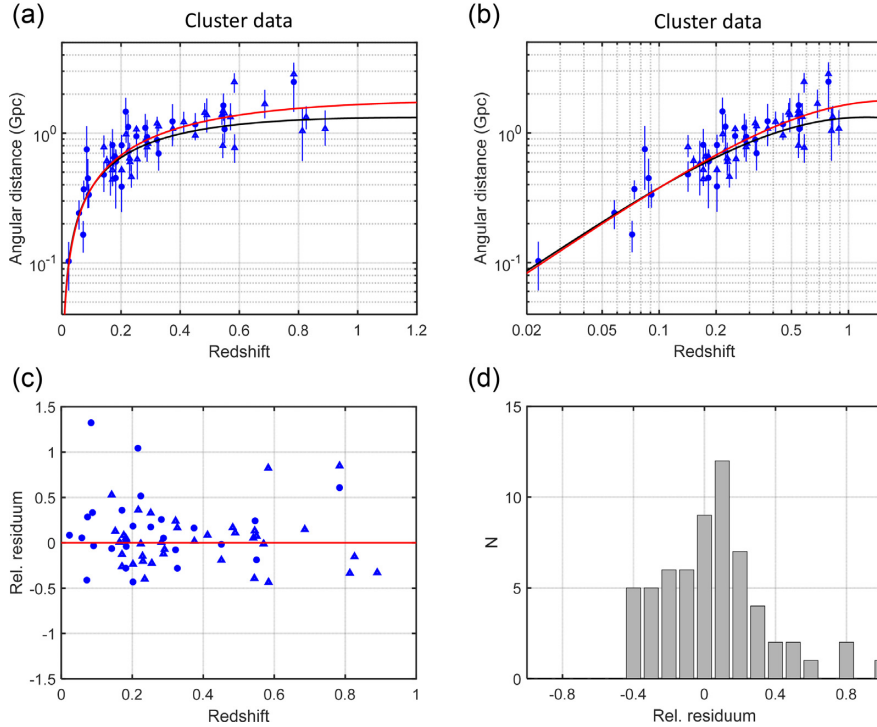 (a)
Cluster data
Angular distance (Gpc)
10^0
10^-1
0 0.2 0.4 0.6 0.8 1 1.2
Redshift
(b)
Cluster data
Angular distance (Gpc)
10^0
10^-1
0.02 0.05 0.1 0.2 0.5 1
Redshift
(c)
Rel. residuum
1.5
1
0.5
0
-0.5
-1
-1.5
0 0.2 0.4 0.6 0.8 1
Redshift
(d)
N
15
10
5
0
-0.8 -0.4 0 0.4 0.8
Rel. residuum